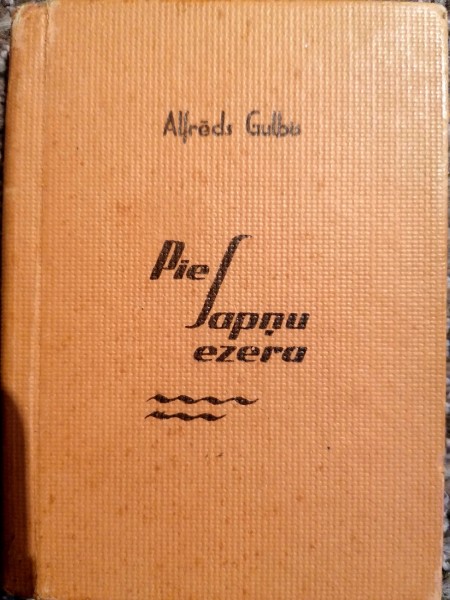 Alfrēds Gulbis
Pie
Sapņu
ezera